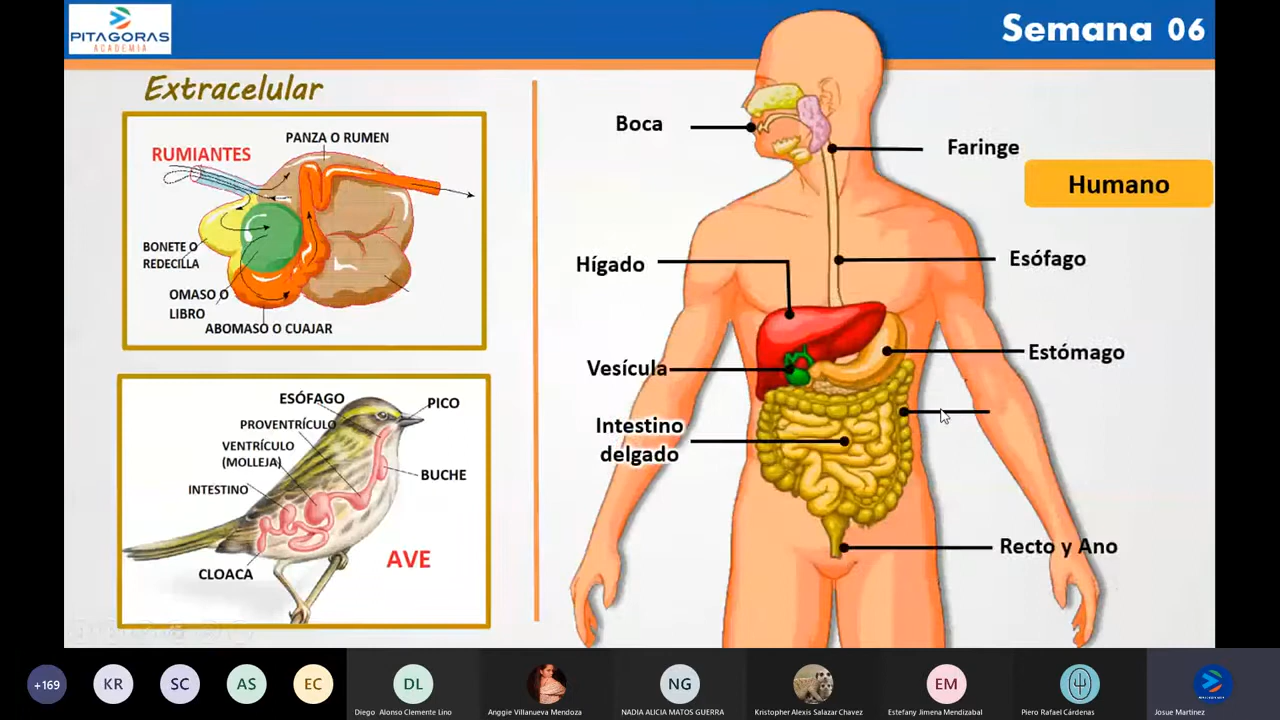 PITAGORAS
ACADEMIA
Semana 06
Extracelular
RUMIANTES
PANZA O RUMEN
BONETE O
REDECILLA
OMASO O
LIBRO
ABOMASO O CUAJAR
ESÓFAGO
PICO
PROVENTRÍCULO
VENTRÍCULO
(MOLLEJA)
BUCHE
INTESTINO
CLOACA
AVE
Boca
Faringe
Humano
Esófago
Hígado
Estómago
Vesícula
Intestino
delgado
Recto y Ano
+169
KR
SC
AS
EC
DL
NG
EM
Diego Alonso Clemente Lino
Anggie Villanueva Mendoza
NADIA ALICIA MATOS GUERRA
Kristopher Alexis Salazar Chavez
Estefany Jimena Mendizabal
Piero Rafael Cárdenas
Josue Martinez